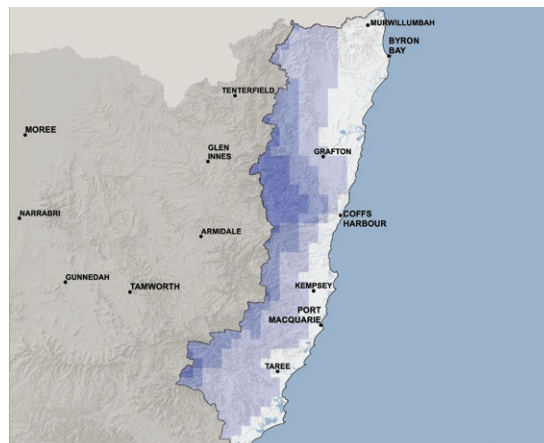 MURWILLUMBAH
BYRON
BAY
TENTERFIELD
MOREE
GLEN
INNES
GRAFTON
NARRABRI
COFFS
HARBOUR
ARMIDALE
GUNNEDAH
TAMWORTH
KEMPSEY
PORT
MACQUARIE
TAREE